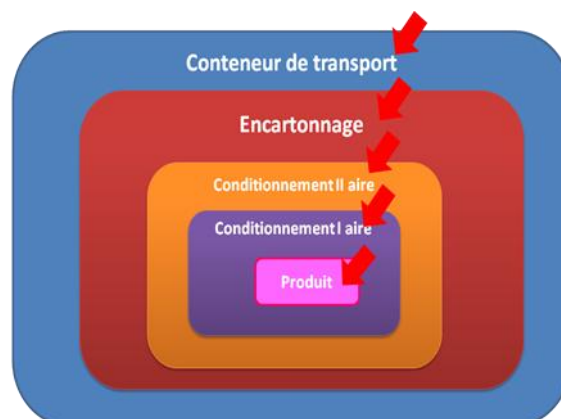 Conteneur de transport
Encartonnage
Conditionnement II aire
Conditionnement I aire
Produit